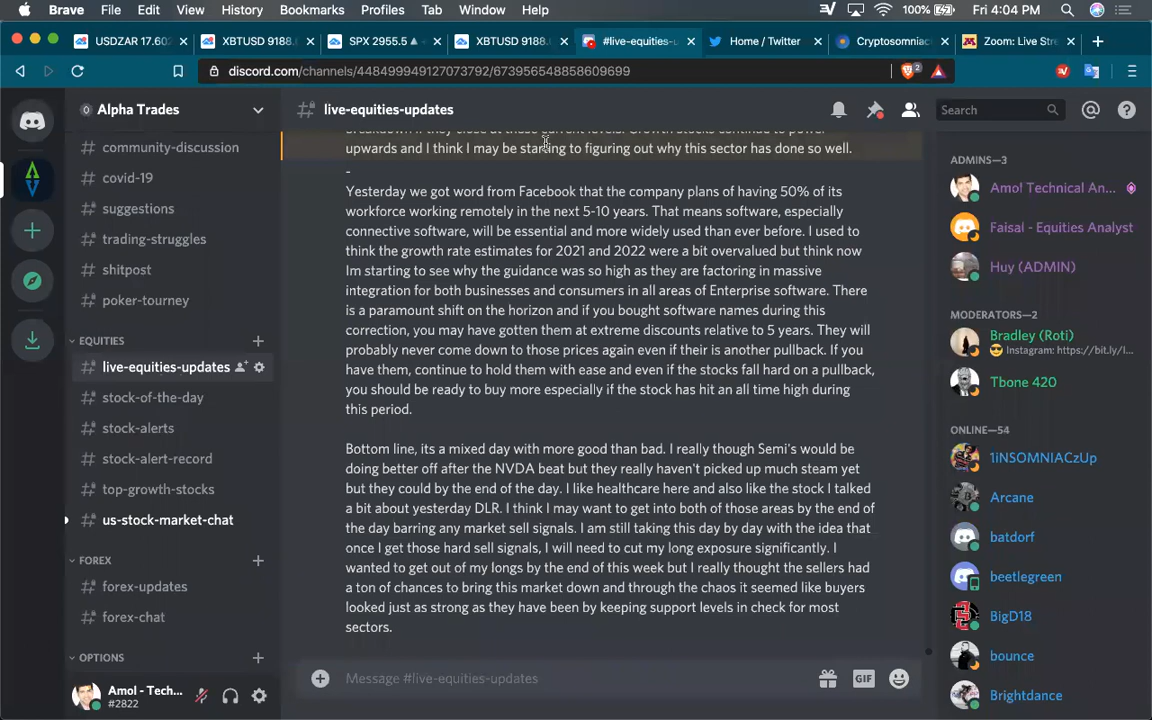 Brave File Edit View History Bookmarks Profiles Tab Window Help 100% Fri 4:04 PM
USDZAR 17.602 XBTUSD 9188. SPX 2955.5 ▲ XBTUSD 9188. #live-equities- Home / Twitter Cryptosomniac Zoom: Live Stre
discord.com/channels/448499949127073792/673956548858609699 2
Alpha Trades
live-equities-updates
Search
community-discussion
covid-19
suggestions
trading-struggles
shitpost
poker-tourney
EQUITIES
live-equities-updates
stock-of-the-day
stock-alerts
stock-alert-record
top-growth-stocks
us-stock-market-chat
FOREX
forex-updates
forex-chat
OPTIONS
Amol - Tech...
#2822
Breakdown if they close at these current levels. Growth stocks continue to power
upwards and I think I may be starting to figuring out why this sector has done so well.
-
Yesterday we got word from Facebook that the company plans of having 50% of its
workforce working remotely in the next 5-10 years. That means software, especially
connective software, will be essential and more widely used than ever before. I used to
think the growth rate estimates for 2021 and 2022 were a bit overvalued but think now
Im starting to see why the guidance was so high as they are factoring in massive
integration for both businesses and consumers in all areas of Enterprise software. There
is a paramount shift on the horizon and if you bought software names during this
correction, you may have gotten them at extreme discounts relative to 5 years. They will
probably never come down to those prices again even if their is another pullback. If you
have them, continue to hold them with ease and even if the stocks fall hard on a pullback,
you should be ready to buy more especially if the stock has hit an all time high during
this period.
Bottom line, its a mixed day with more good than bad. I really though Semi's would be
doing better off after the NVDA beat but they really haven't picked up much steam yet
but they could by the end of the day. I like healthcare here and also like the stock I talked
a bit about yesterday DLR. I think I may want to get into both of those areas by the end of
the day barring any market sell signals. I am still taking this day by day with the idea that
once I get those hard sell signals, I will need to cut my long exposure significantly. I
wanted to get out of my longs by the end of this week but I really thought the sellers had
a ton of chances to bring this market down and through the chaos it seemed like buyers
looked just as strong as they have been by keeping support levels in check for most
sectors.
Message #live-equities-updates
GIF
ADMINS—3
Amol Technical An...
Faisal - Equities Analyst
Huy (ADMIN)
MODERATORS—2
Bradley (Roti)
Instagram: https://bit.ly/l...
Tbone 420
ONLINE—54
1iNSOMNIACzUp
Arcane
batdorf
beetlegreen
BigD18
bounce
Brightdance